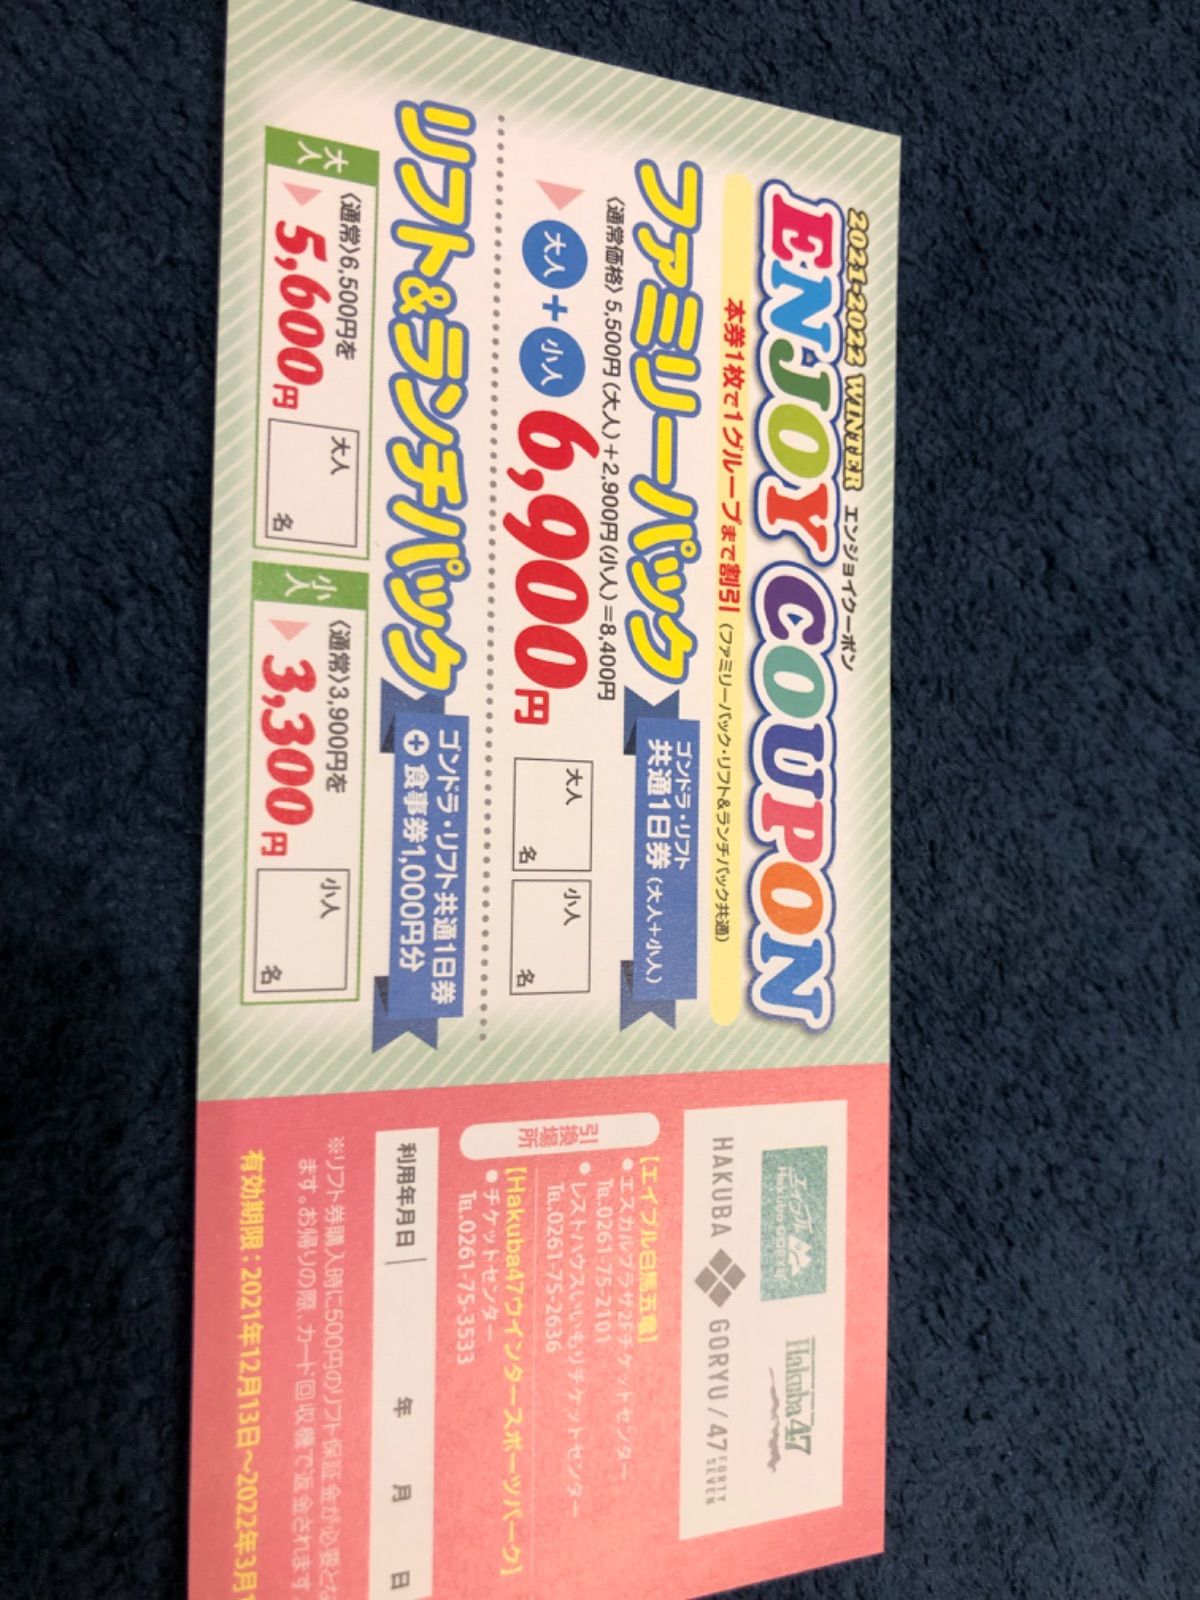 2021-2022 WINTER エンジョイクーポン
ENJOY COUPON
本券1枚で1グループまで割引(ファミリーパック・リフト&ランチパック共通)
ファミリーパック
ゴンドラ・リフト
共通1日券(大人+小人)
〈通常価格〉5,500円(大人)+2,900円(小人)=8,400円
大人+小人 6,900円
大人 名
小人 名
リフト&ランチパック
ゴンドラ・リフト共通1日券
+食事券1,000円分
大人
〈通常〉6,500円を
5,600円
大人 名
小人
〈通常〉3,900円を
3,300円
小人 名
エイブル
Hakuba GORYU
Hakuba 47
HAKUBA GORYU / 47 FORTY SEVEN
引換場所
【エイブル白馬五竜】
●エスカルプラザ2Fチケットセンター
TEL.0261-75-2101
●レストハウスいいもりチケットセンター
TEL.0261-75-2636
【Hakuba47ウインタースポーツパーク】
●チケットセンター
TEL.0261-75-3533
利用年月日 年 月 日
※リフト券購入時に500円のリフト保証金が必要とな
ます。お帰りの際、カード回収機で返金されます
有効期限:2021年12月13日〜2022年3月